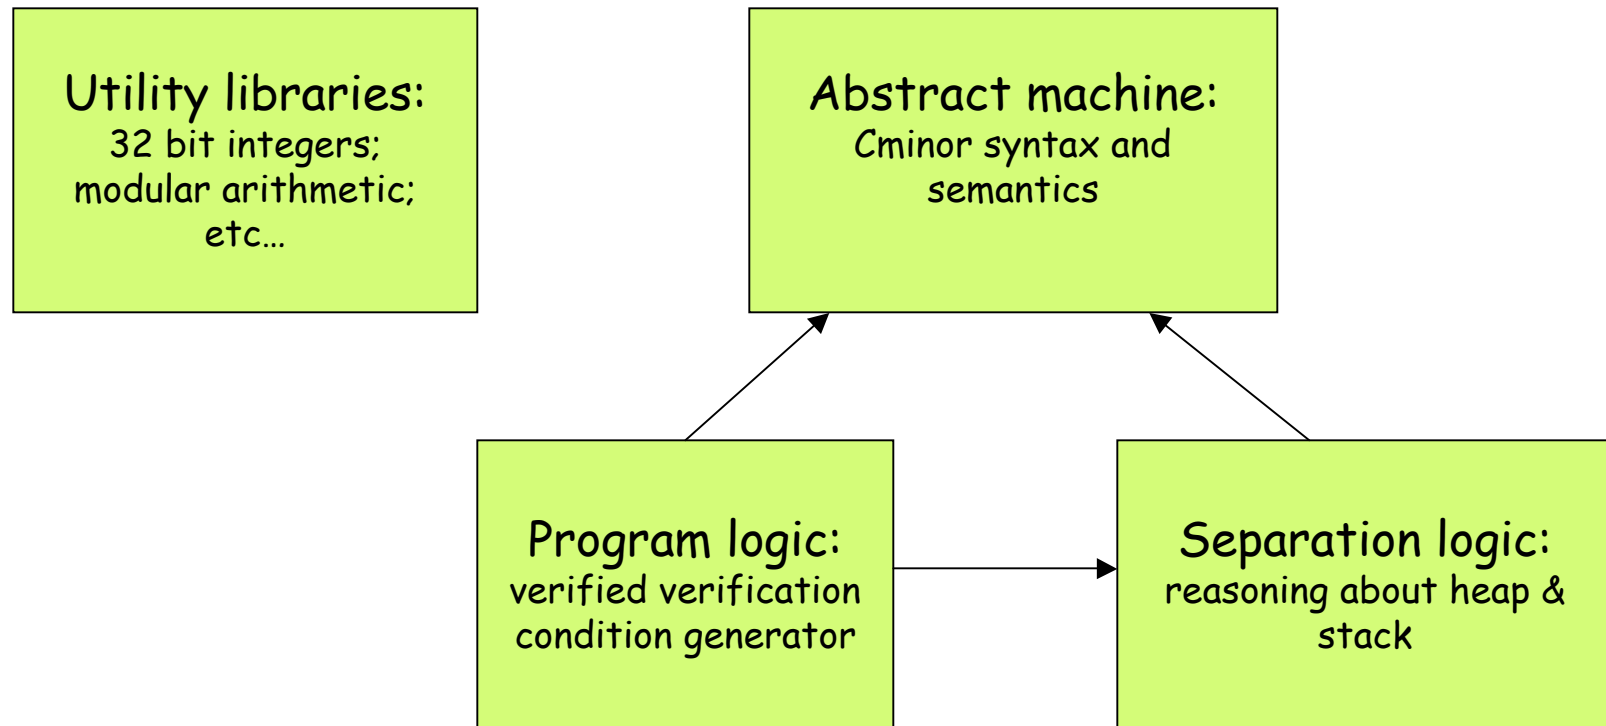 Utility libraries:
32 bit integers;
modular arithmetic;
etc…
Abstract machine:
Cminor syntax and
semantics
Program logic:
verified verification
condition generator
Separation logic:
reasoning about heap &
stack